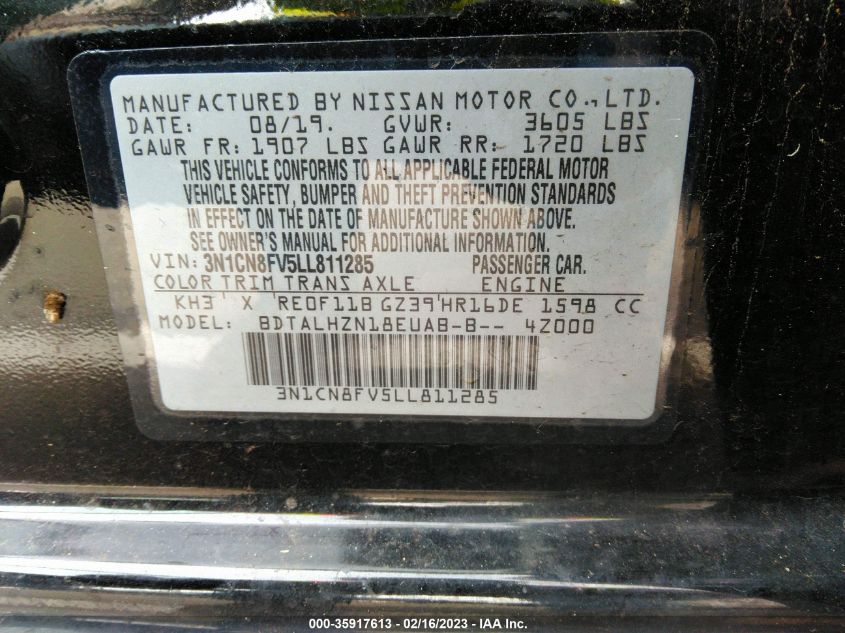 MANUFACTURED BY NISSAN MOTOR CO., LTD.
DATE: 08/19. GVWR: 3605 LBS
GAWR FR: 1907 LBS GAWR RR: 1720 LBS
THIS VEHICLE CONFORMS TO ALL APPLICABLE FEDERAL MOTOR
VEHICLE SAFETY, BUMPER AND THEFT PREVENTION STANDARDS
IN EFFECT ON THE DATE OF MANUFACTURE SHOWN ABOVE.
SEE OWNER'S MANUAL FOR ADDITIONAL INFORMATION.
VIN: 3N1CN8FV5LL811285 PASSENGER CAR.
COLOR TRIM TRANS AXLE ENGINE
KH3' X 'RE0F11B GZ39'HR16DE 1598 CC
MODEL: BDTALHZN18EUAB-B-- 4Z000
3N1CN8FV5LL811285
000-35917613 - 02/16/2023 - IAA Inc.